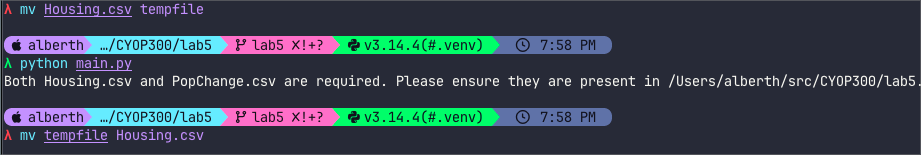 λ mv Housing.csv tempfile
alberth …/CYOP300/lab5 lab5 X!+? v3.14.4(#.venv) 7:58 PM
λ python main.py
Both Housing.csv and PopChange.csv are required. Please ensure they are present in /Users/alberth/src/CYOP300/lab5.
alberth …/CYOP300/lab5 lab5 X!+? v3.14.4(#.venv) 7:58 PM
λ mv tempfile Housing.csv